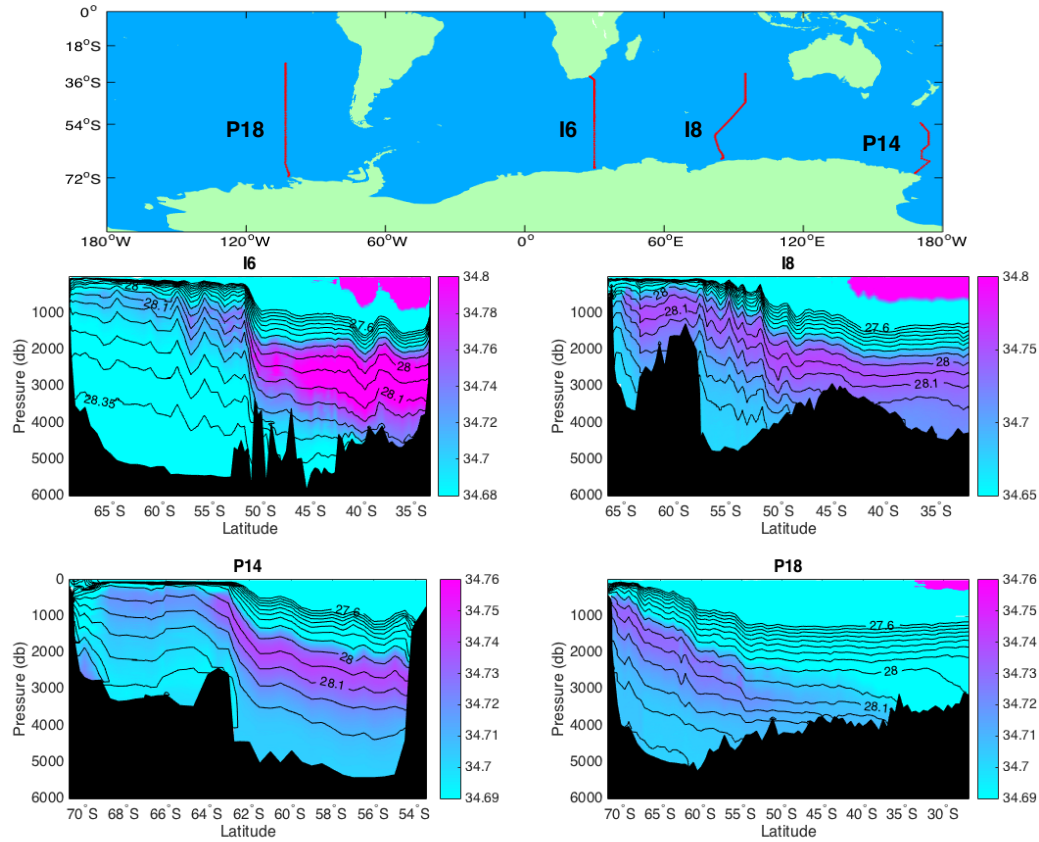 0°
18°S
36°S
54°S
72°S
P18
I6
I8
P14
180°W
120°W
60°W
0°
60°E
120°E
180°W
I6
Pressure (db)
1000
2000
3000
4000
5000
6000
28
28.1
27.6
28
28.1
28.35
65°S
60°S
55°S
50°S
45°S
40°S
35°S
Latitude
34.8
34.78
34.76
34.74
34.72
34.7
34.68
I8
Pressure (db)
1000
2000
3000
4000
5000
6000
28
28.1
27.6
28
28.1
65°S
60°S
55°S
50°S
45°S
40°S
35°S
Latitude
34.8
34.75
34.7
34.65
P14
Pressure (db)
0
1000
2000
3000
4000
5000
6000
27.6
28
28.1
70°S
68°S
66°S
64°S
62°S
60°S
58°S
56°S
54°S
Latitude
34.76
34.75
34.74
34.73
34.72
34.71
34.7
34.69
P18
Pressure (db)
0
1000
2000
3000
4000
5000
6000
27.6
28
28.1
70°S
65°S
60°S
55°S
50°S
45°S
40°S
35°S
30°S
Latitude
34.76
34.75
34.74
34.73
34.72
34.71
34.7
34.69